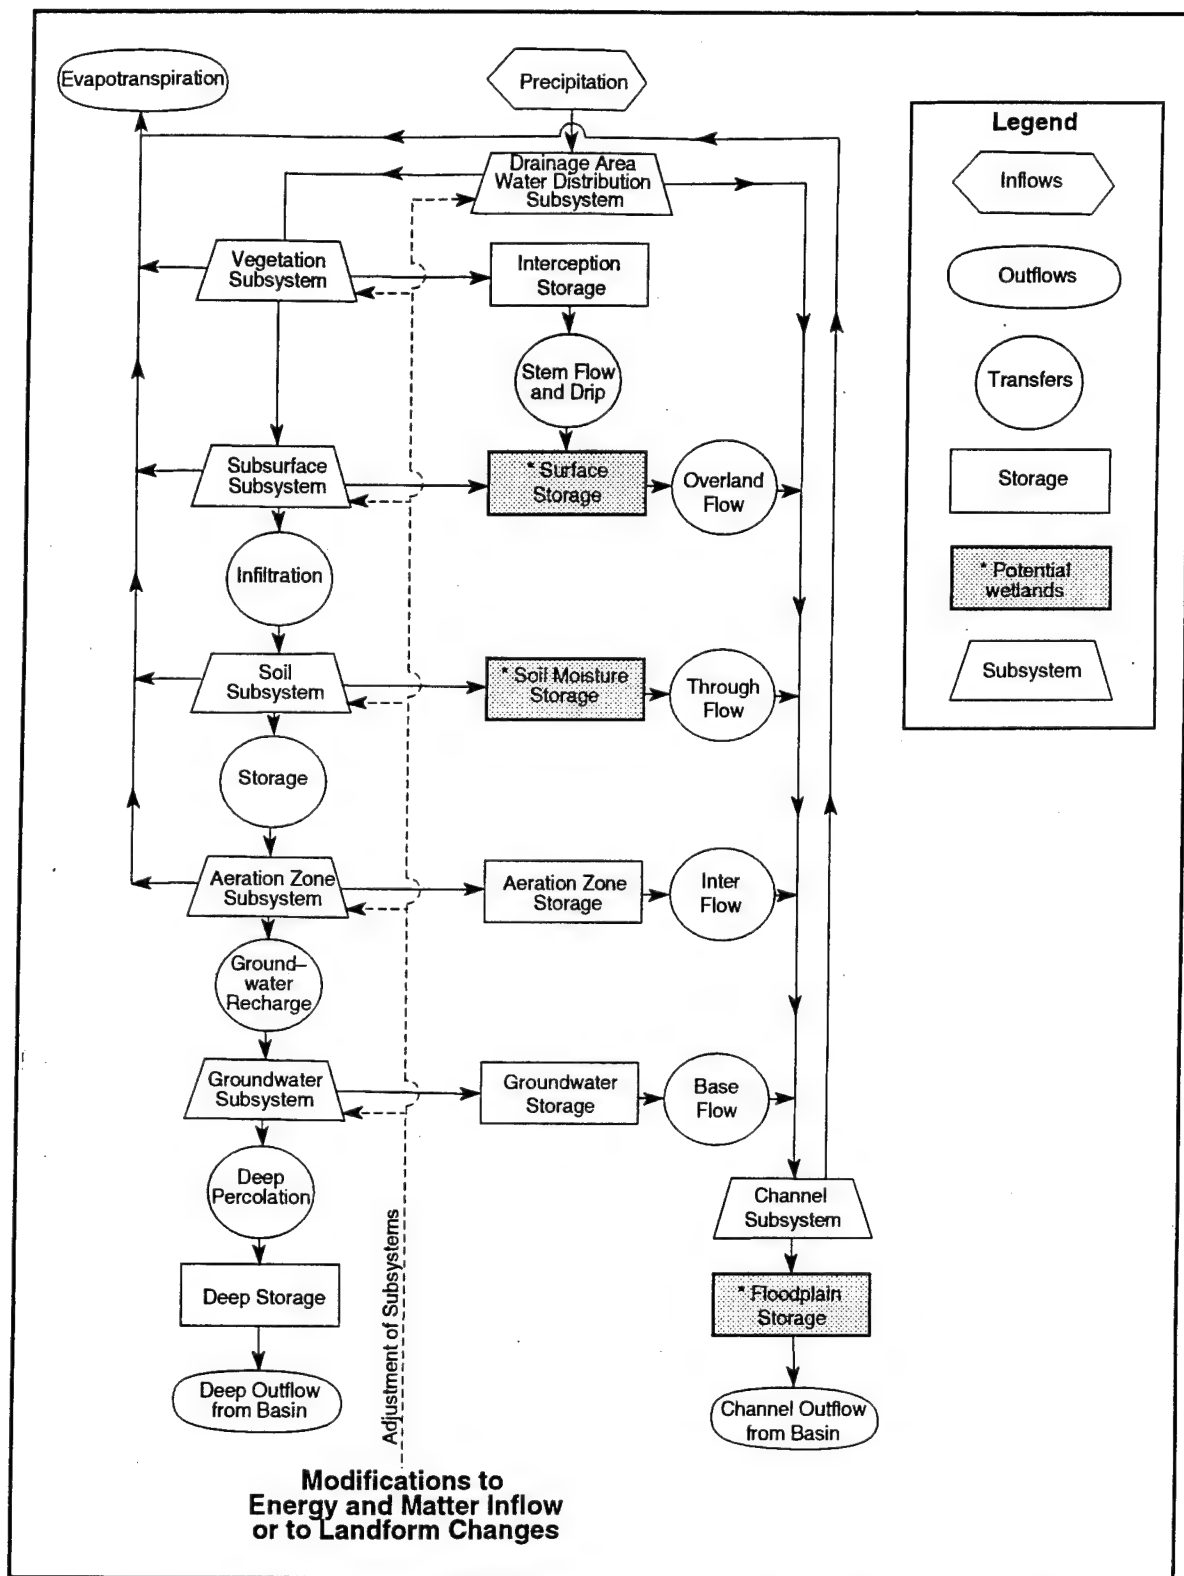 Evapotranspiration
Precipitation
Drainage Area
Water Distribution
Subsystem
Vegetation
Subsystem
Interception
Storage
Stem Flow
and Drip
Subsurface
Subsystem
* Surface
Storage
Overland
Flow
Infiltration
Soil
Subsystem
* Soil Moisture
Storage
Through
Flow
Storage
Aeration Zone
Subsystem
Aeration Zone
Storage
Inter
Flow
Ground–
water
Recharge
Groundwater
Subsystem
Groundwater
Storage
Base
Flow
Deep
Percolation
Channel
Subsystem
Deep Storage
* Floodplain
Storage
Deep Outflow
from Basin
Channel Outflow
from Basin
Adjustment of Subsystems
Modifications to
Energy and Matter Inflow
or to Landform Changes
Legend
Inflows
Outflows
Transfers
Storage
* Potential
wetlands
Subsystem